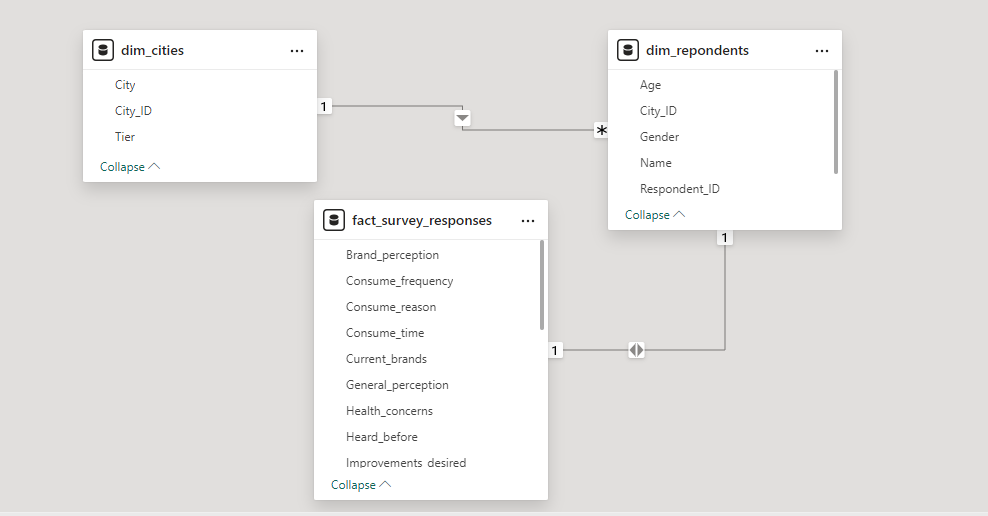 dim_cities
City
City_ID
Tier
Collapse
1
*
dim_repondents
Age
City_ID
Gender
Name
Respondent_ID
Collapse
1
fact_survey_responses
Brand_perception
Consume_frequency
Consume_reason
Consume_time
Current_brands
General_perception
Health_concerns
Heard_before
Improvements_desired
Collapse
1